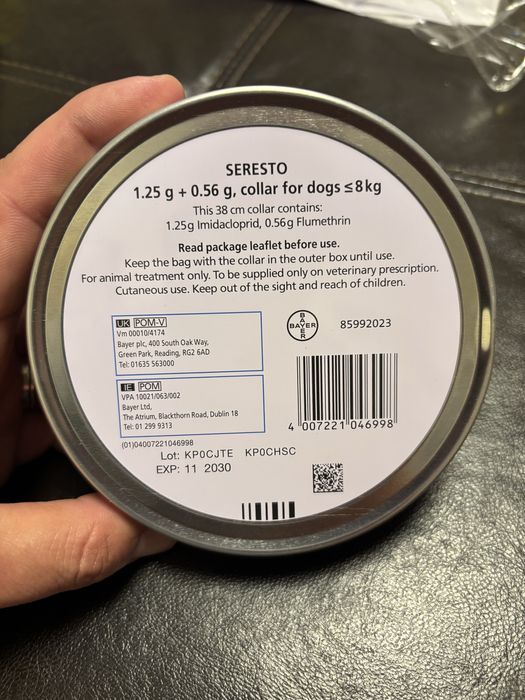 SERESTO
1.25 g + 0.56 g, collar for dogs ≤8kg
This 38 cm collar contains:
1.25g Imidacloprid, 0.56g Flumethrin
Read package leaflet before use.
Keep the bag with the collar in the outer box until use.
For animal treatment only. To be supplied only on veterinary prescription.
Cutaneous use. Keep out of the sight and reach of children.
UK POM-V
Vm 00010/4174
Bayer plc, 400 South Oak Way,
Green Park, Reading, RG2 6AD
Tel: 01635 563000
BAYER
BAYER
85992023
IE POM
VPA 10021/063/002
Bayer Ltd,
The Atrium, Blackthorn Road, Dublin 18
Tel: 01 299 9313
4 007221 046998
(01)04007221046998
Lot: KP0CJTE KP0CHSC
EXP: 11 2030